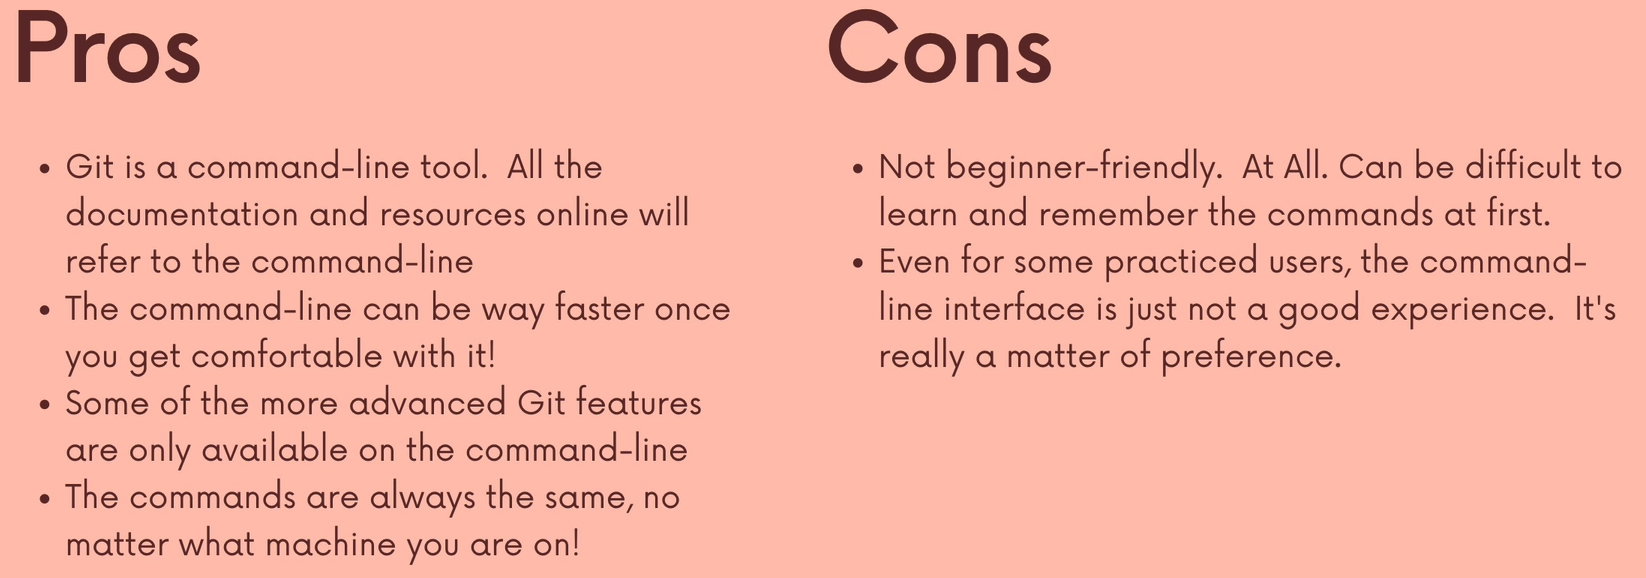 Pros
• Git is a command-line tool.  All the
documentation and resources online will
refer to the command-line
• The command-line can be way faster once
you get comfortable with it!
• Some of the more advanced Git features
are only available on the command-line
• The commands are always the same, no
matter what machine you are on!
Cons
• Not beginner-friendly.  At All. Can be difficult to
learn and remember the commands at first.
• Even for some practiced users, the command-
line interface is just not a good experience.  It's
really a matter of preference.